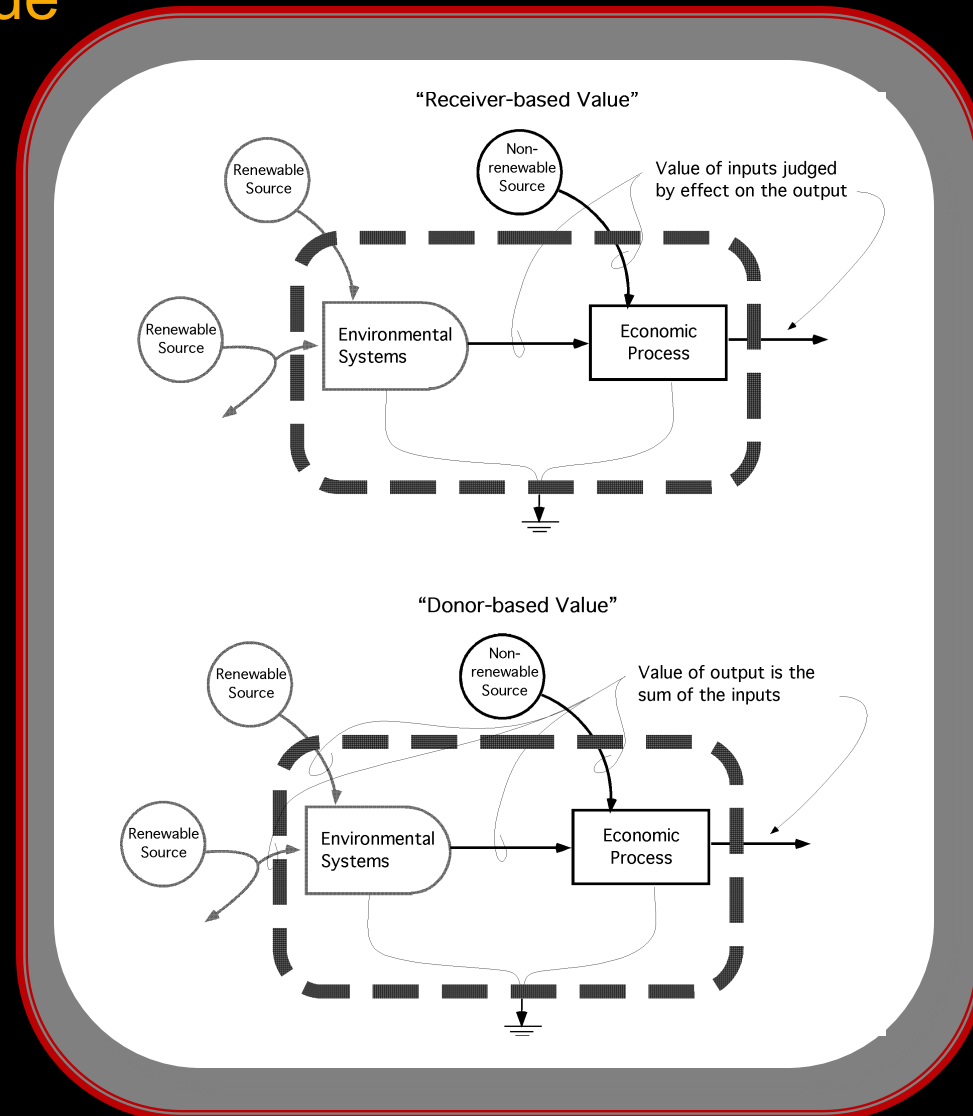 “Receiver-based Value”
Renewable
Source
Non-
renewable
Source
Value of inputs judged
by effect on the output
Renewable
Source
Environmental
Systems
Economic
Process
“Donor-based Value”
Renewable
Source
Non-
renewable
Source
Value of output is the
sum of the inputs
Renewable
Source
Environmental
Systems
Economic
Process